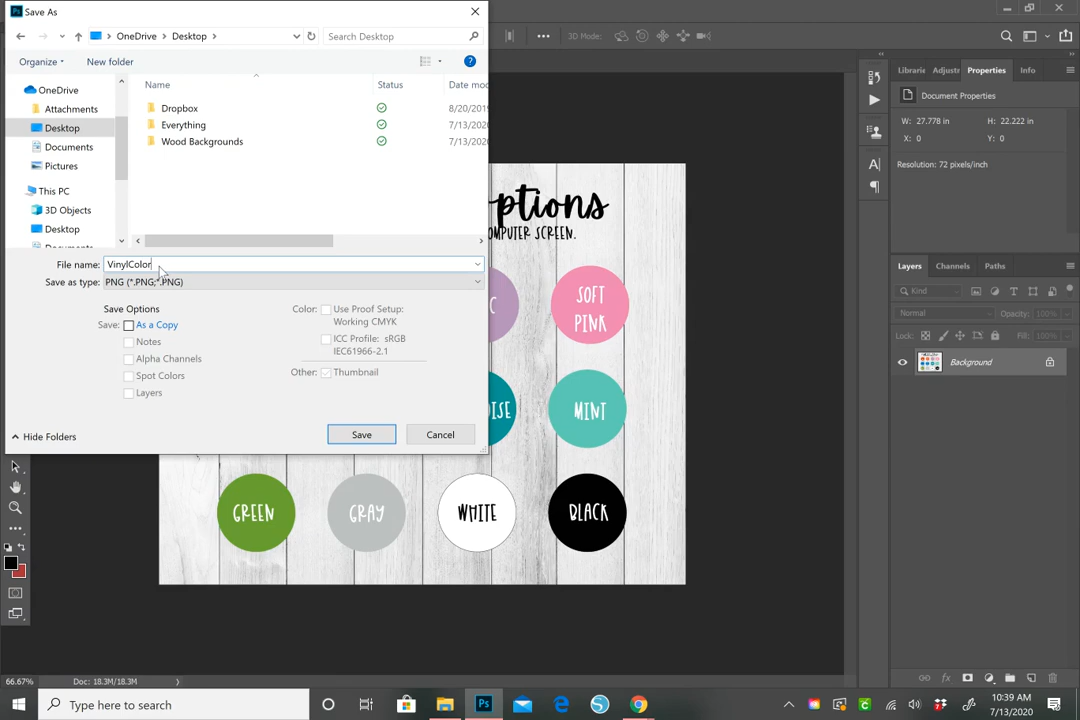 Save As
OneDrive > Desktop >
Search Desktop
3D Mode:
Organize
New folder
Name
Status
Date mo
Dropbox
8/20/201
Everything
7/13/202
Wood Backgrounds
7/13/202
OneDrive
Attachments
Desktop
Documents
Pictures
This PC
3D Objects
Desktop
File name: VinylColor
Save as type: PNG (*.PNG;*.PNG)
Save Options
Save: As a Copy
Notes
Alpha Channels
Spot Colors
Layers
Color: Use Proof Setup:
Working CMYK
ICC Profile: sRGB
IEC61966-2.1
Other: Thumbnail
Hide Folders
Save
Cancel
ptions
OMPUTER SCREEN.
C
SOFT
PINK
ISE
MINT
GREEN
GRAY
WHITE
BLACK
Librarie
Adjustr
Properties
Info
Document Properties
W: 27.778 in
H: 22.222 in
X: 0
Y: 0
Resolution: 72 pixels/inch
Layers
Channels
Paths
Kind
Normal
Opacity: 100%
Lock:
Fill: 100%
Background
66.67%
Doc: 18.3M/18.3M
Type here to search
Ps
10:39 AM
7/13/2020